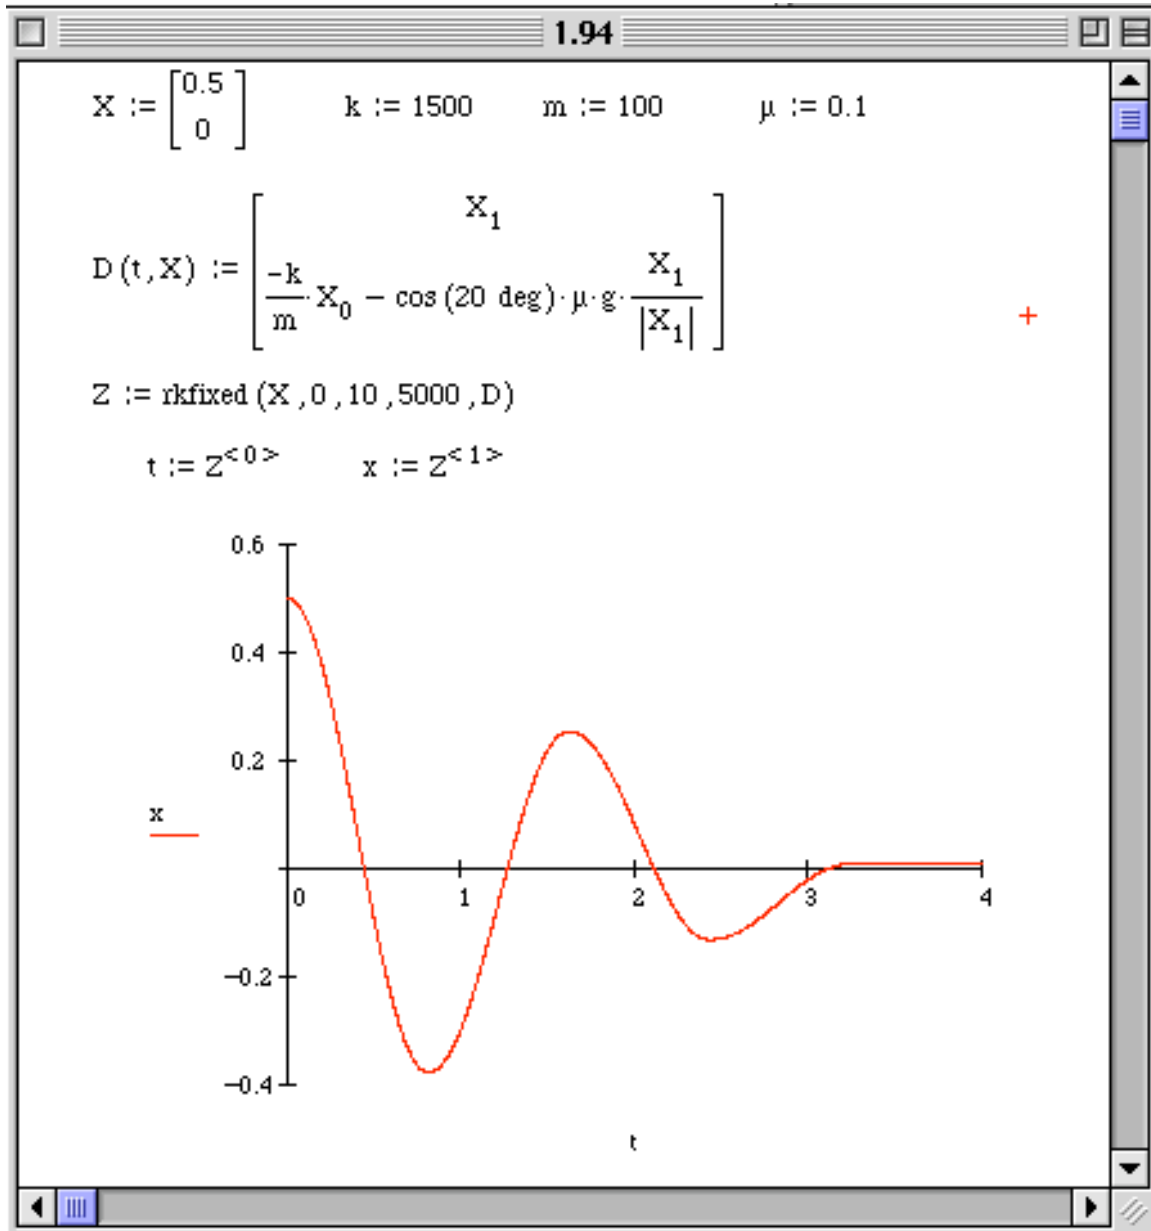 1.94
X := [0.5 0] k := 1500 m := 100 μ := 0.1
D (t,X) := [X₁ -k/m · X₀ − cos (20 deg) · μ · g · X₁/|X₁|]
Z := rkfixed (X ,0 ,10 ,5000 ,D)
t := Z<0> x := Z<1>
0.6
0.4
0.2
x
0 1 2 3 4
−0.2
−0.4
t